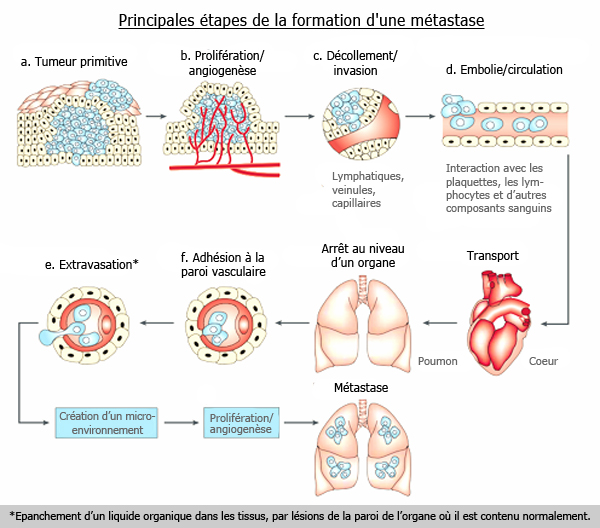 Principales étapes de la formation d'une métastase
a. Tumeur primitive
b. Prolifération/
angiogenèse
c. Décollement/
invasion
d. Embolie/circulation
Lymphatiques,
veinules,
capillaires
Interaction avec les
plaquettes, les lym-
phocytes et d'autres
composants sanguins
e. Extravasation*
f. Adhésion à la
paroi vasculaire
Arrêt au niveau
d'un organe
Transport
Poumon
Coeur
Métastase
Création d'un micro-
environnement
Prolifération/
angiogenèse
*Epanchement d'un liquide organique dans les tissus, par lésions de la paroi de l'organe où il est contenu normalement.